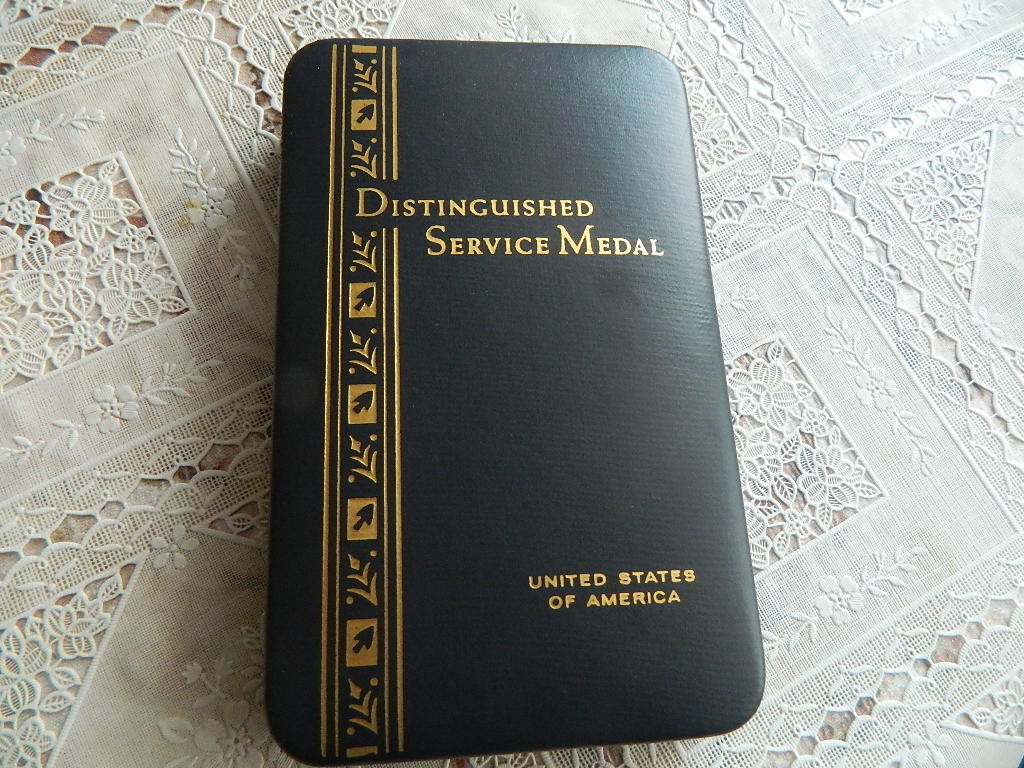 DISTINGUISHED
SERVICE MEDAL
UNITED STATES
OF AMERICA